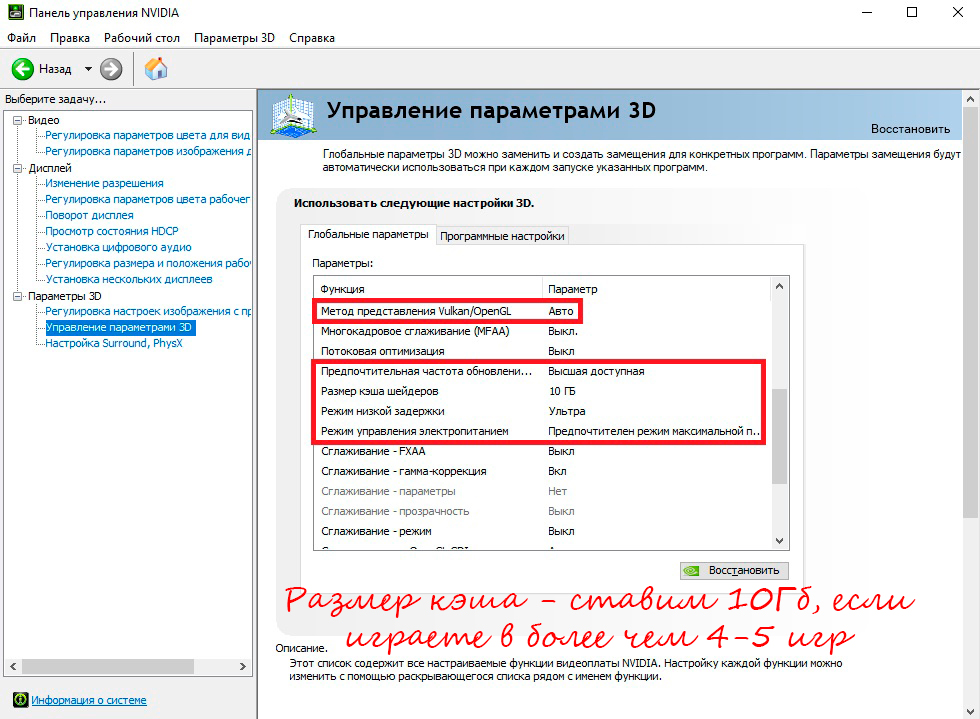 Панель управления NVIDIA
Файл Правка Рабочий стол Параметры 3D Справка
Назад
Выберите задачу...
Видео
Регулировка параметров цвета для вид
Регулировка параметров изображения д
Дисплей
Изменение разрешения
Регулировка параметров цвета рабочег
Поворот дисплея
Просмотр состояния HDCP
Установка цифрового аудио
Регулировка размера и положения рабо
Установка нескольких дисплеев
Параметры 3D
Регулировка настроек изображения с пр
Управление параметрами 3D
Настройка Surround, PhysX
Информация о системе
Управление параметрами 3D
Восстановить
Глобальные параметры 3D можно заменить и создать замещения для конкретных программ. Параметры замещения будут
автоматически использоваться при каждом запуске указанных программ.
Использовать следующие настройки 3D.
Глобальные параметры Программные настройки
Параметры:
Функция Параметр
Метод представления Vulkan/OpenGL Авто
Многокадровое сглаживание (MFAA) Выкл.
Потоковая оптимизация Выкл
Предпочтительная частота обновлени... Высшая доступная
Размер кэша шейдеров 10 ГБ
Режим низкой задержки Ультра
Режим управления электропитанием Предпочтителен режим максимальной п...
Сглаживание - FXAA Выкл
Сглаживание - гамма-коррекция Вкл
Сглаживание - параметры Нет
Сглаживание - прозрачность Выкл
Сглаживание - режим Выкл
Восстановить
Размер кэша - ставим 10Гб, если
играете в более чем 4-5 игр
Описание.
Этот список содержит все настраиваемые функции видеоплаты NVIDIA. Настройку каждой функции можно
изменить с помощью раскрывающегося списка рядом с именем функции.